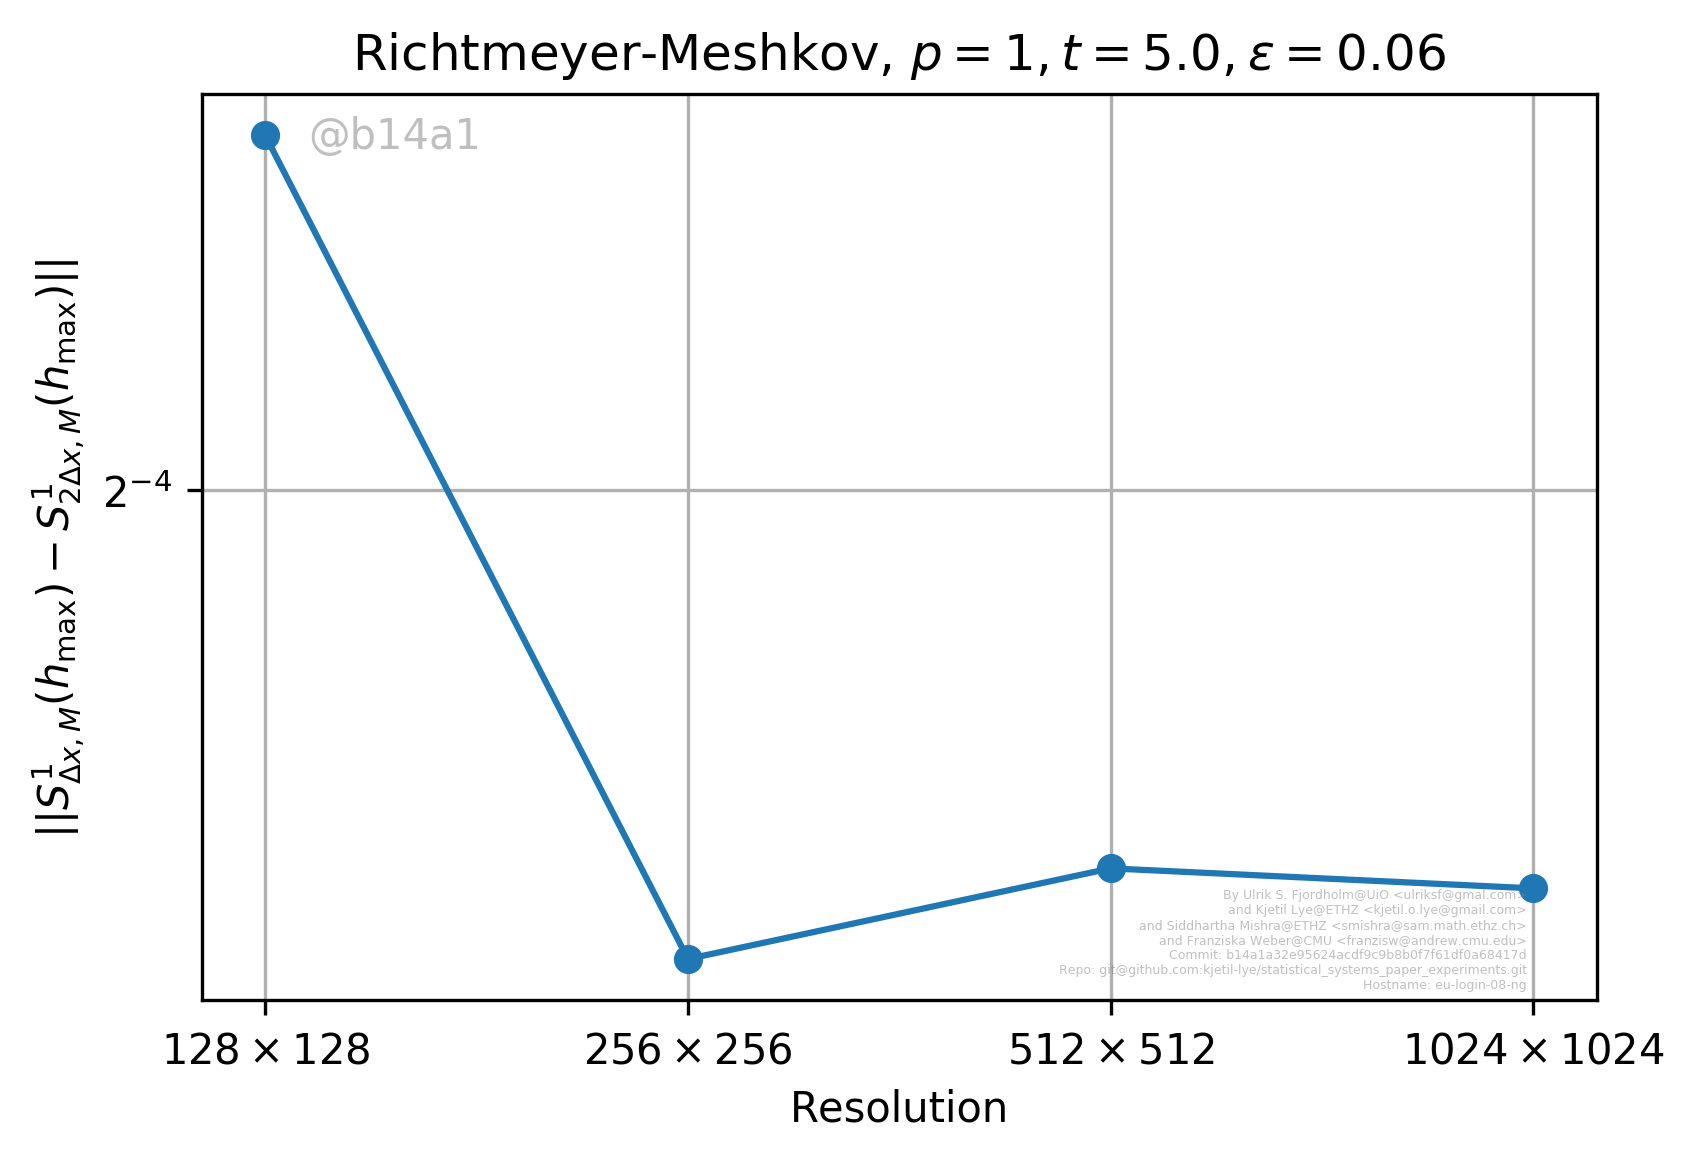 Richtmeyer-Meshkov, p = 1, t = 5.0, ε = 0.06
@b14a1
||S^1_{Δx, M}(h_max) − S^1_{2Δx, M}(h_max)||
2^{−4}
By Ulrik S. Fjordholm@UiO <ulriksf@gmal.com>
and Kjetil Lye@ETHZ <kjetil.o.lye@gmail.com>
and Siddhartha Mishra@ETHZ <smishra@sam.math.ethz.ch>
and Franziska Weber@CMU <franzisw@andrew.cmu.edu>
Commit: b14a1a32e95624acdf9c9b8b0f7f61df0a68417d
Repo: git@github.com:kjetil-lye/statistical_systems_paper_experiments.git
Hostname: eu-login-08-ng
128 × 128 256 × 256 512 × 512 1024 × 1024
Resolution